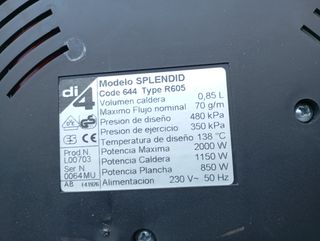 di4
Modelo SPLENDID
Code 644 Type R605
Volumen caldera 0,85 L
Maximo Flujo nominal 70 g/m
Presion de diseño 480 kPa
Presion de ejercicio 350 kPa
Temperatura de diseño 138 °C
Potencia Maxima 2000 W
Potencia Caldera 1150 W
Potencia Plancha 850 W
Alimentacion 230 V~ 50 Hz
Prod N.
L00703
Ser N.
0064MU
AB 141926